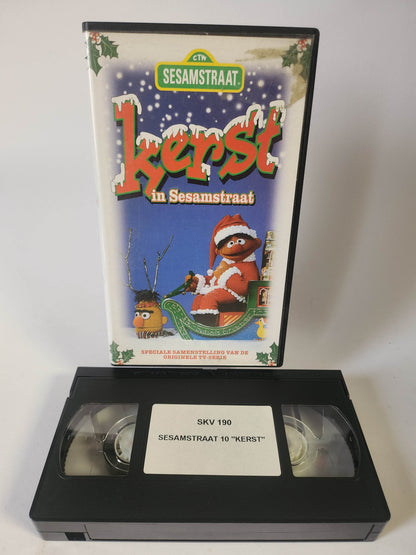 CTW
SESAMSTRAAT
kerst
in Sesamstraat
SPECIALE SAMENSTELLING VAN DE
ORIGINELE TV-SERIE
SKV 190
SESAMSTRAAT 10 "KERST"